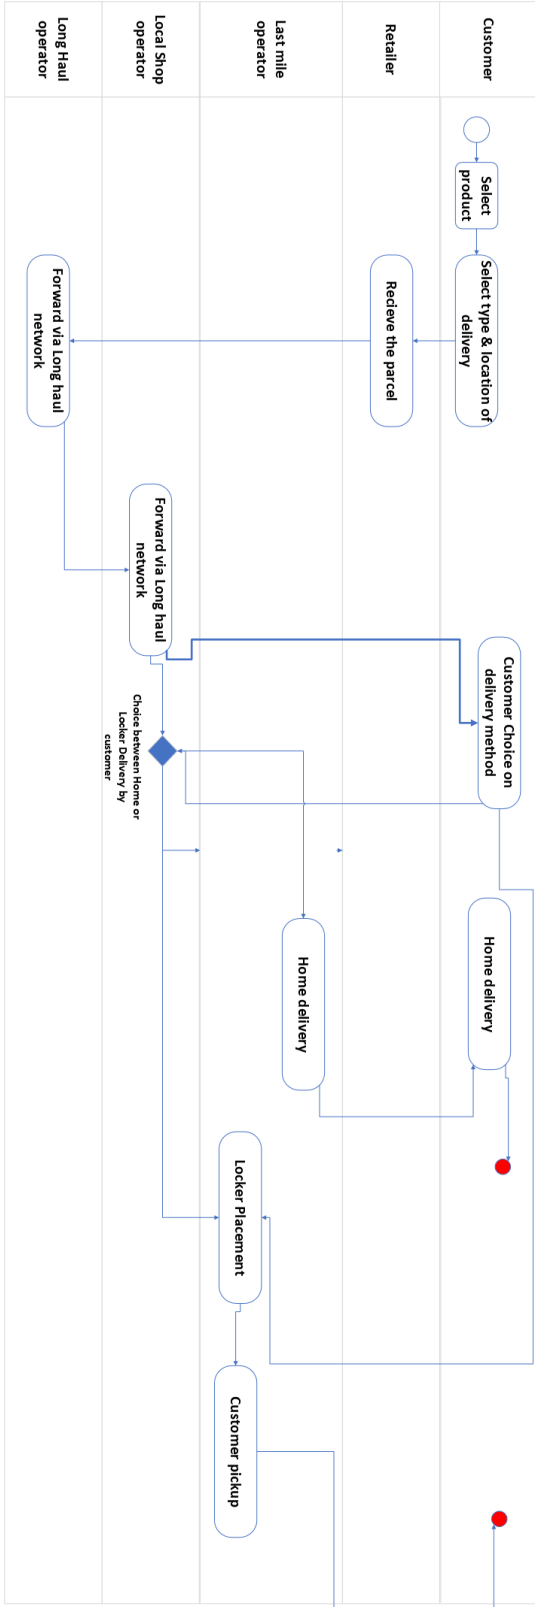 Customer
Retailer
Last mile
operator
Local Shop
operator
Long Haul
operator
Select
product
Select type & location of
delivery
Recieve the parcel
Forward via Long haul
network
Forward via Long haul
network
Customer Choice on
delivery method
Choice between Home or
Locker Delivery by
customer
Home delivery
Home delivery
Locker Placement
Customer pickup